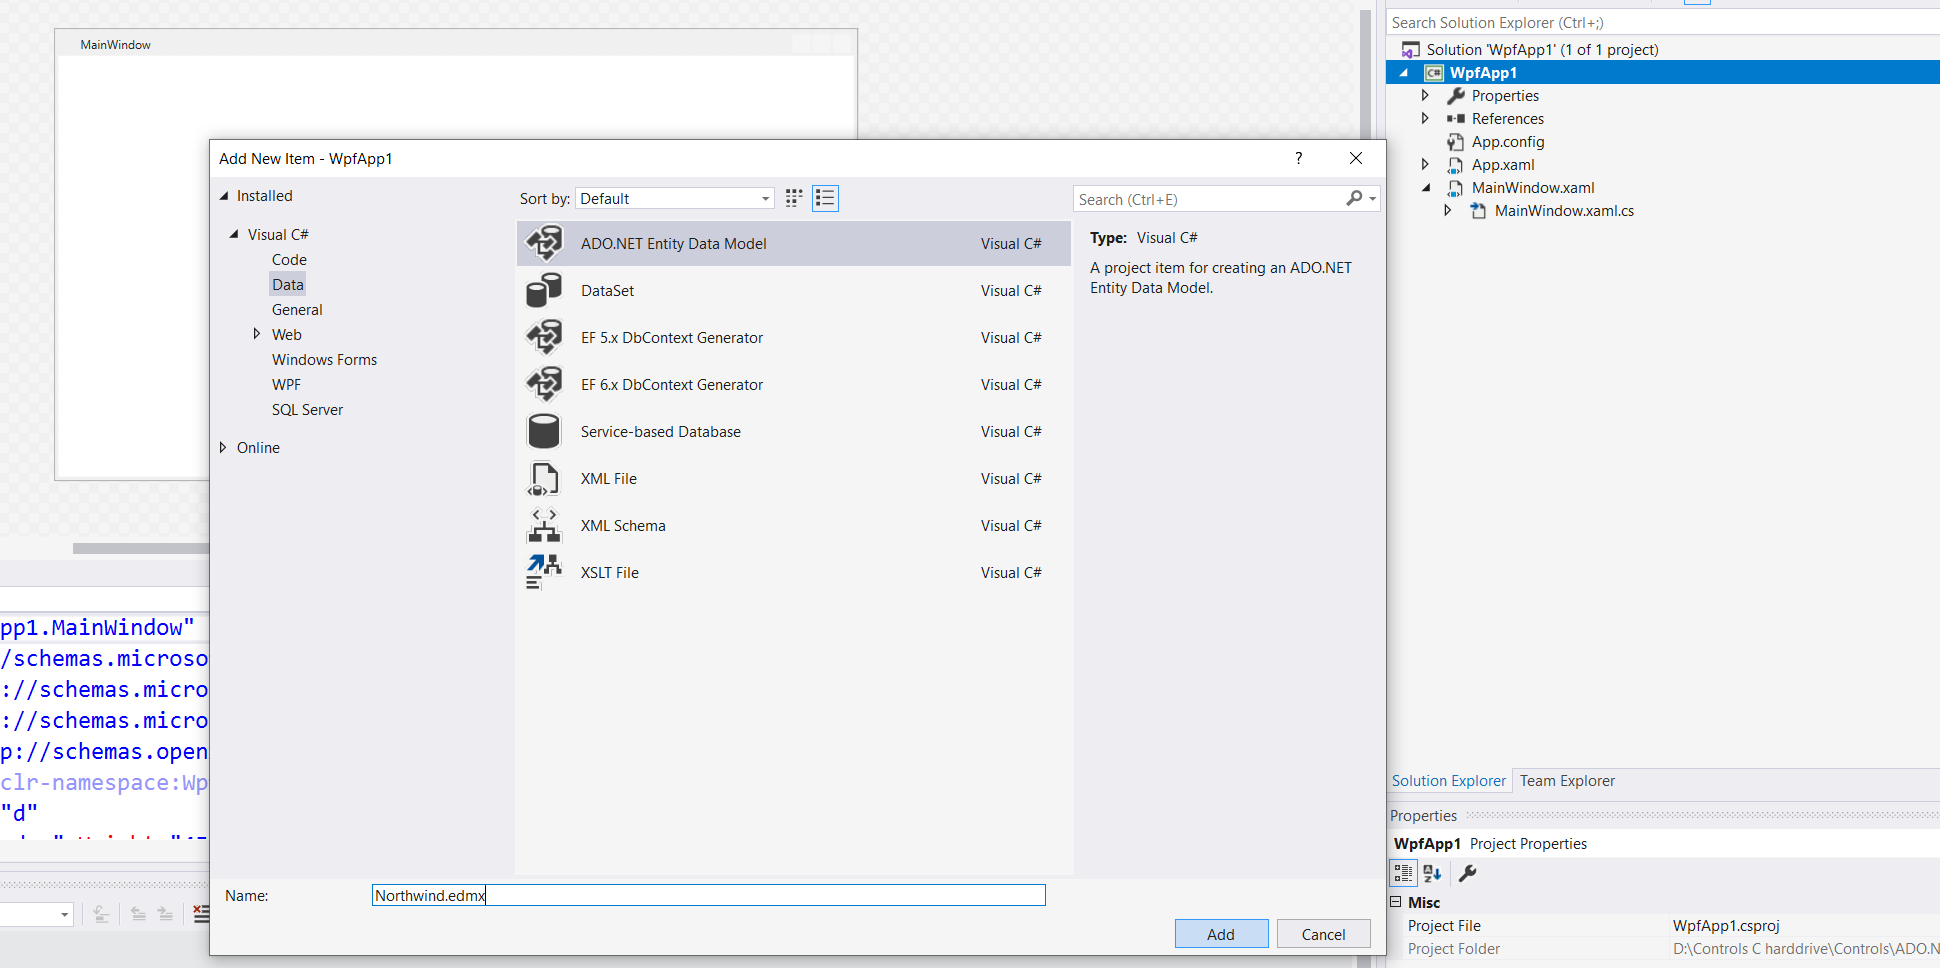 MainWindow
pp1.MainWindow"
/schemas.microso
://schemas.micro
://schemas.micro
p://schemas.open
clr-namespace:Wp
"d"
Add New Item - WpfApp1
?
Installed
Visual C#
Code
Data
General
Web
Windows Forms
WPF
SQL Server
Online
Sort by: Default
ADO.NET Entity Data Model Visual C#
DataSet Visual C#
EF 5.x DbContext Generator Visual C#
EF 6.x DbContext Generator Visual C#
Service-based Database Visual C#
XML File Visual C#
XML Schema Visual C#
XSLT File Visual C#
Search (Ctrl+E)
Type: Visual C#
A project item for creating an ADO.NET
Entity Data Model.
Name: Northwind.edmx
Add Cancel
Search Solution Explorer (Ctrl+;)
Solution 'WpfApp1' (1 of 1 project)
C# WpfApp1
Properties
References
App.config
App.xaml
MainWindow.xaml
MainWindow.xaml.cs
Solution Explorer Team Explorer
Properties
WpfApp1 Project Properties
Misc
Project File WpfApp1.csproj
Project Folder D:\Controls C harddrive\Controls\ADO.N